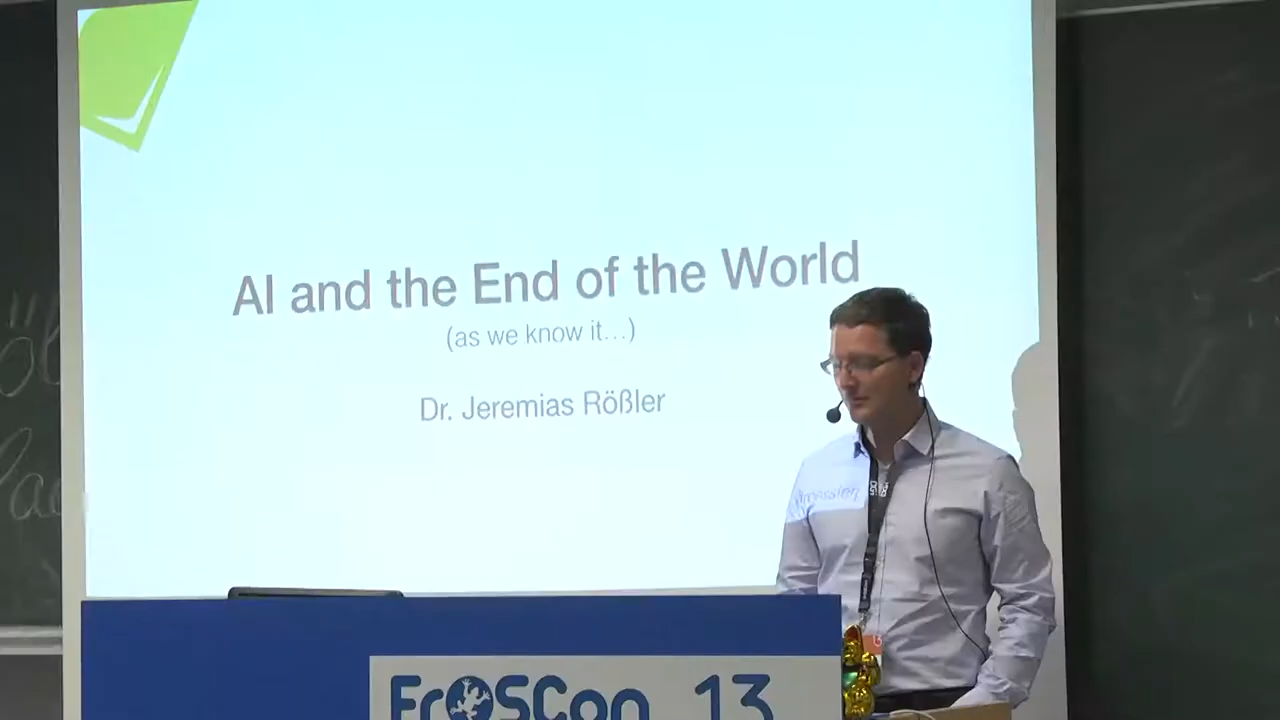 AI and the End of the World
(as we know it…)
Dr. Jeremias Rößler
FrOSCon 13